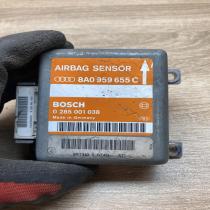 AIRBAG SENSOR
8A0 959 655 C
BOSCH
0 285 001 038
Made in Germany